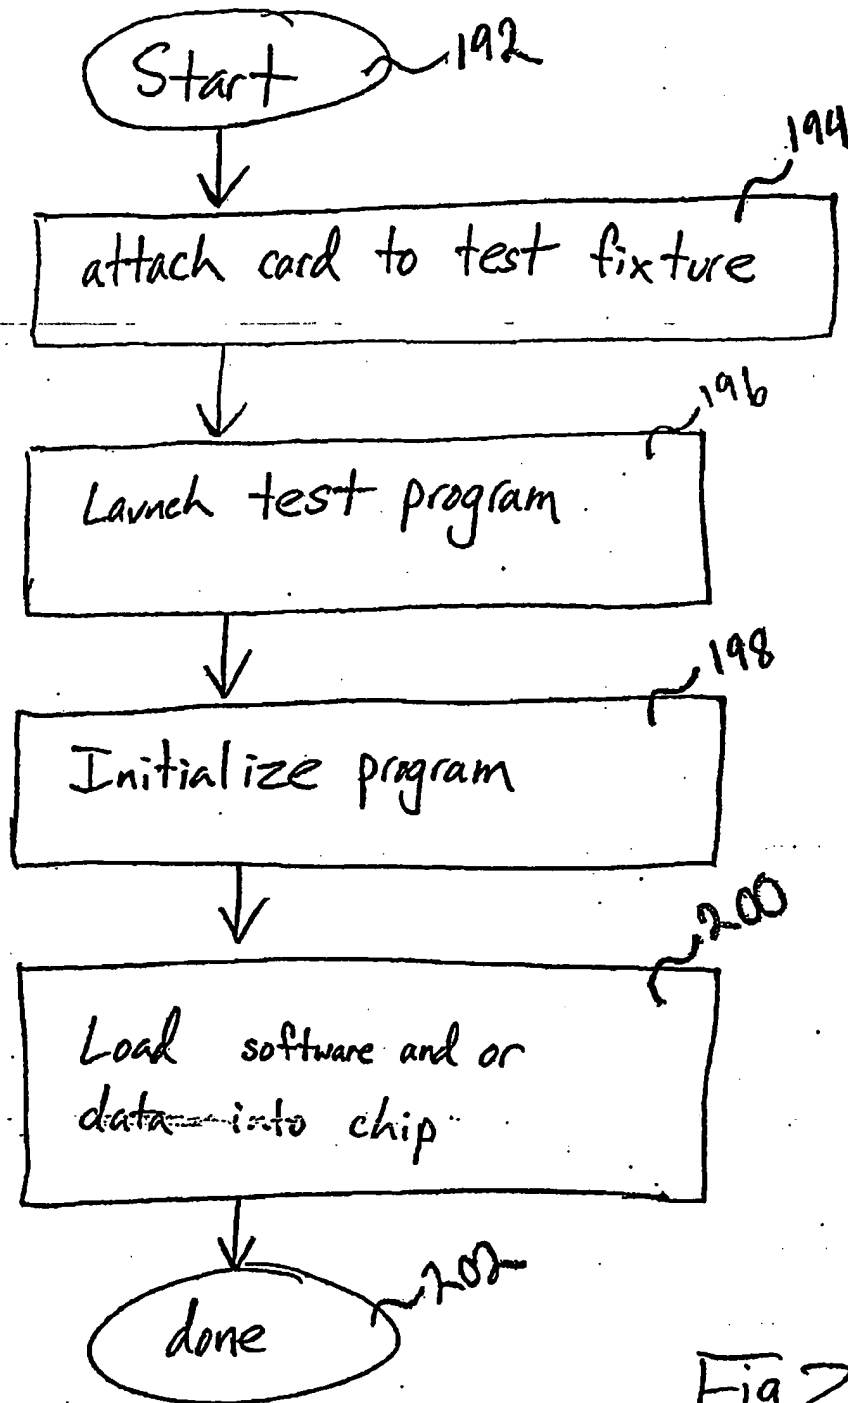 Start 192
194
attach card to test fixture
196
Launch test program
198
Initialize program
200
Load software and or
data into chip
202
done
Fig